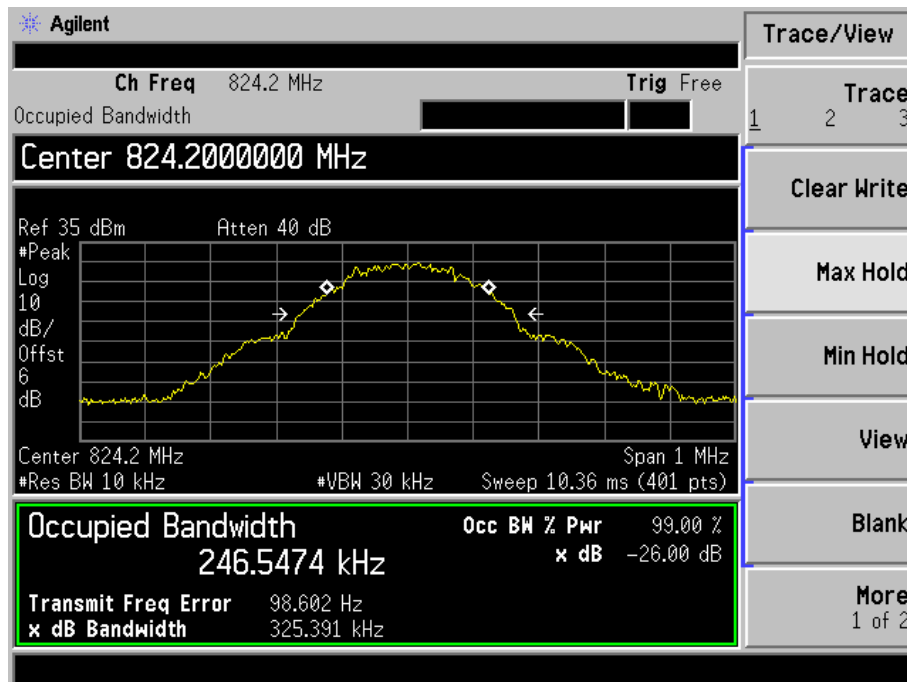 Agilent
Trace/View
Ch Freq 824.2 MHz Trig Free
Occupied Bandwidth
Trace
1 2 3
Center 824.2000000 MHz
Clear Write
Ref 35 dBm Atten 40 dB
#Peak
Log
10
dB/
Offst
6
dB
Max Hold
Min Hold
Center 824.2 MHz Span 1 MHz
#Res BW 10 kHz #VBW 30 kHz Sweep 10.36 ms (401 pts)
View
Occupied Bandwidth Occ BW % Pwr 99.00 %
246.5474 kHz x dB -26.00 dB
Blank
Transmit Freq Error 98.602 Hz
x dB Bandwidth 325.391 kHz
More
1 of 2